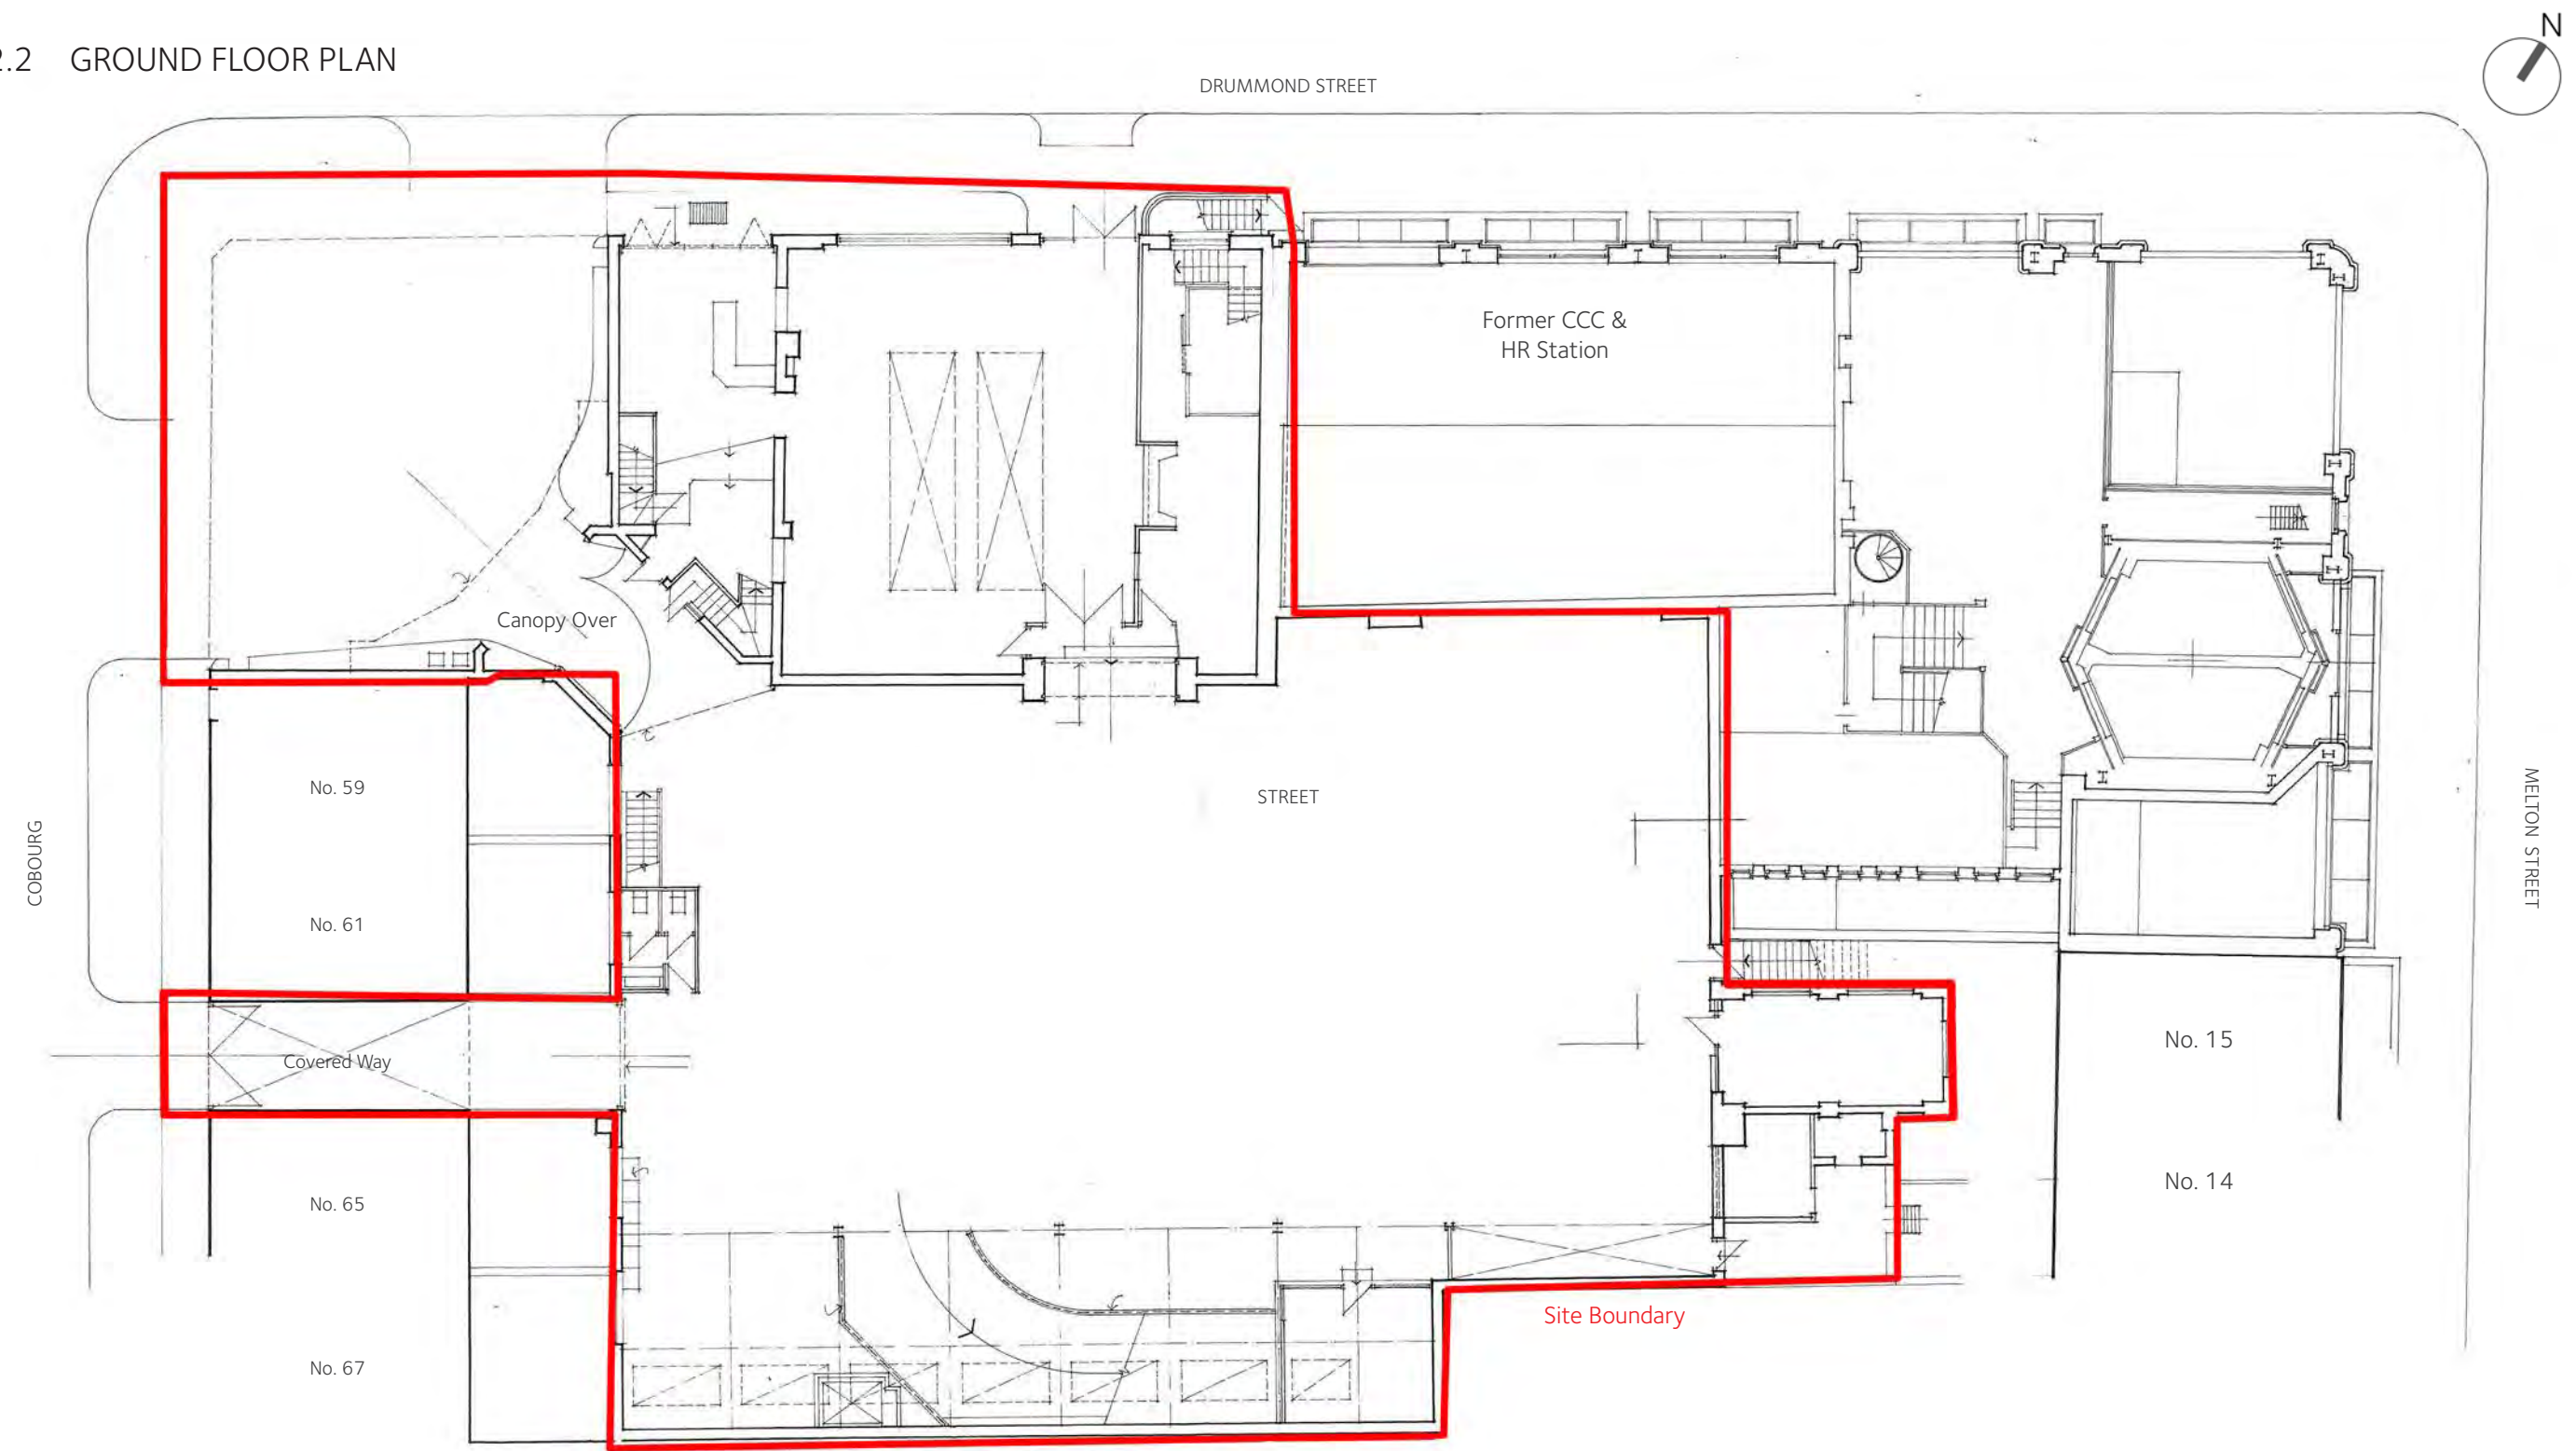 2.2 GROUND FLOOR PLAN
N
DRUMMOND STREET
Former CCC &
HR Station
Canopy Over
No. 59
STREET
MELTON STREET
COBOURG
No. 61
No. 15
Covered Way
No. 14
No. 65
Site Boundary
No. 67